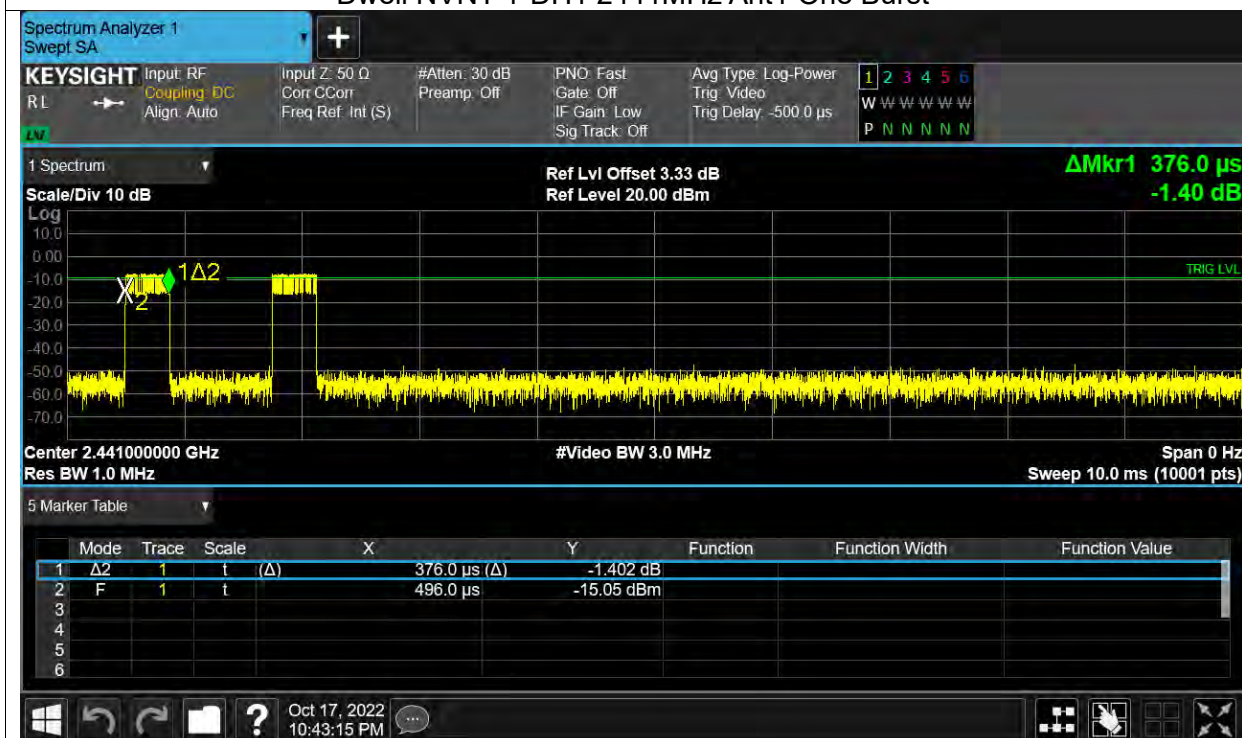 Dwell NVNT 1-DH1 2441MHz Ant1 One Burst
Spectrum Analyzer 1
Swept SA
+
KEYSIGHT Input: RF Input Z: 50 Ω #Atten: 30 dB PNO: Fast Avg Type: Log-Power 1 2 3 4 5 6
RL Coupling: DC Corr CCorr Preamp: Off Gate: Off Trig: Video W W W W W W
Align: Auto Freq Ref: Int (S) IF Gain: Low Trig Delay: -500.0 µs
LW Sig Track: Off P N N N N N
1 Spectrum Ref Lvl Offset 3.33 dB ΔMkr1 376.0 µs
Scale/Div 10 dB Ref Level 20.00 dBm -1.40 dB
Log
10.0
0.00
-10.0 1Δ2 TRIG LVL
-20.0 2
-30.0
-40.0
-50.0
-60.0
-70.0
Center 2.441000000 GHz #Video BW 3.0 MHz Span 0 Hz
Res BW 1.0 MHz Sweep 10.0 ms (10001 pts)
5 Marker Table
Mode Trace Scale X Y Function Function Width Function Value
1 Δ2 1 t (Δ) 376.0 µs (Δ) -1.402 dB
2 F 1 t 496.0 µs -15.05 dBm
3
4
5
6
? Oct 17, 2022
10:43:15 PM